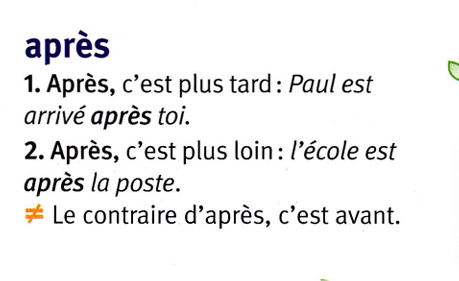 après
1. Après, c’est plus tard : Paul est
arrivé après toi.
2. Après, c’est plus loin : l’école est
après la poste.
≠ Le contraire d’après, c’est avant.